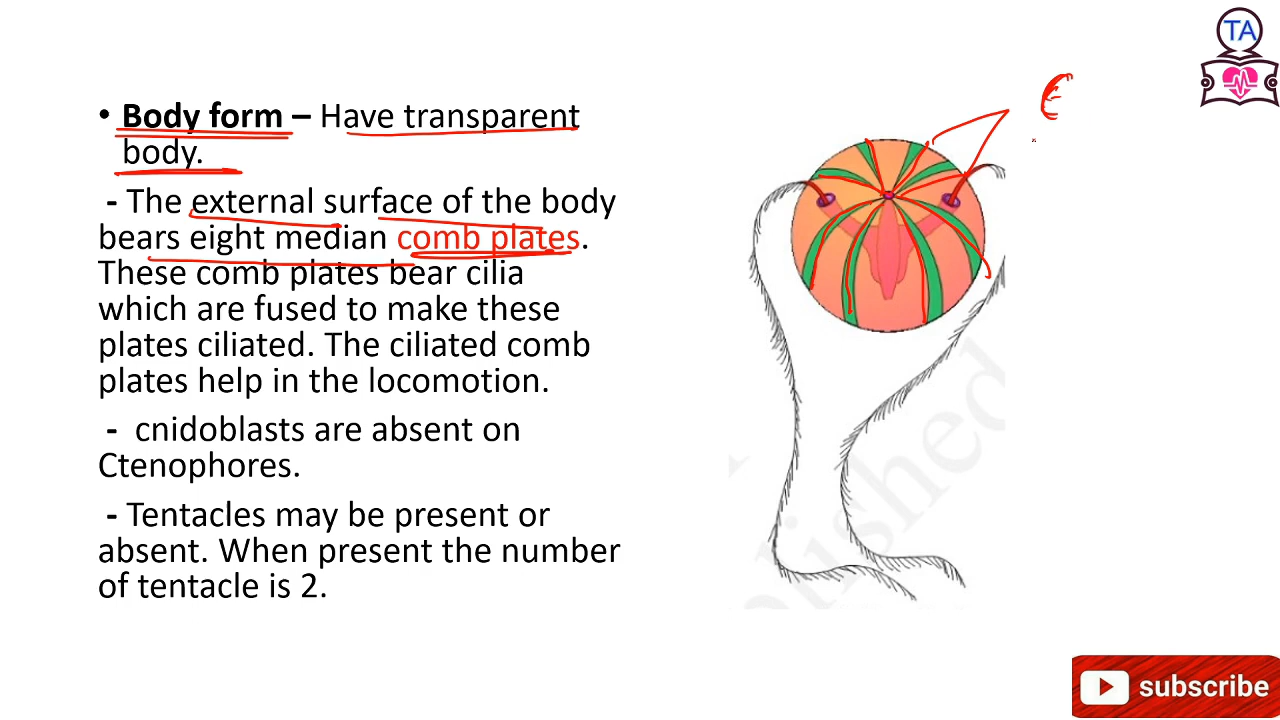 TA
• Body form – Have transparent
body.
- The external surface of the body
bears eight median comb plates.
These comb plates bear cilia
which are fused to make these
plates ciliated. The ciliated comb
plates help in the locomotion.
- cnidoblasts are absent on
Ctenophores.
- Tentacles may be present or
absent. When present the number
of tentacle is 2.
subscribe